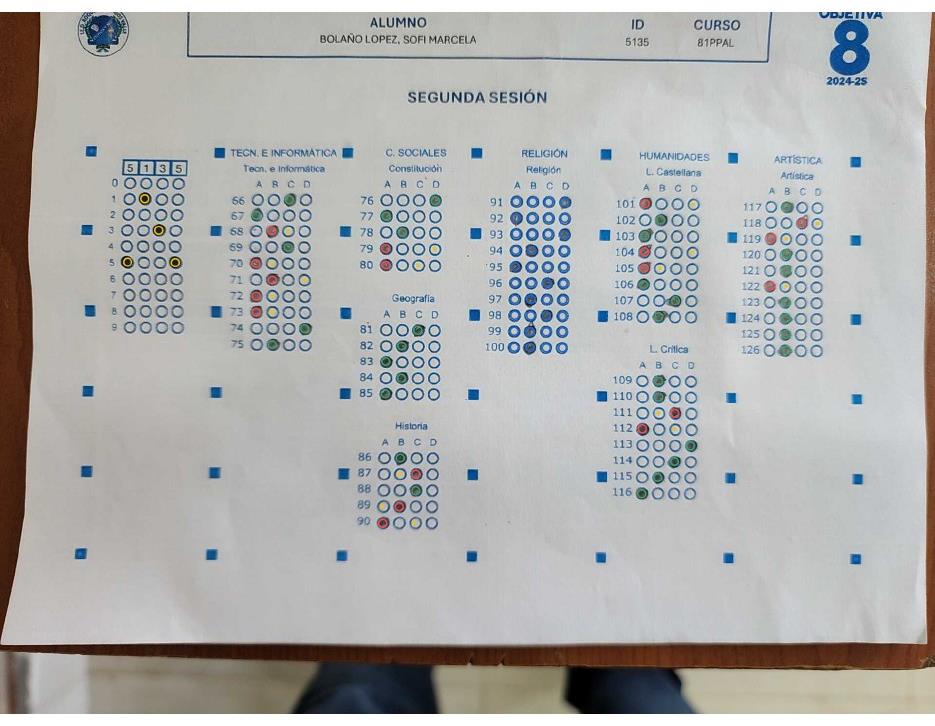 OBJETIVA
8
2024-2S
ALUMNO
BOLAÑO LOPEZ, SOFI MARCELA
ID
5135
CURSO
81PPAL
SEGUNDA SESIÓN
5 1 3 5
0
1
2
3
4
5
6
7
8
9
TECN. E INFORMÁTICA
Tecn. e Informática
A B C D
66
67
68
69
70
71
72
73
74
75
C. SOCIALES
Constitución
A B C D
76
77
78
79
80
Geografía
A B C D
81
82
83
84
85
Historia
A B C D
86
87
88
89
90
RELIGIÓN
Religión
A B C D
91
92
93
94
95
96
97
98
99
100
HUMANIDADES
L. Castellana
A B C D
101
102
103
104
105
106
107
108
L. Crítica
A B C D
109
110
111
112
113
114
115
116
ARTÍSTICA
Artística
A B C D
117
118
119
120
121
122
123
124
125
126